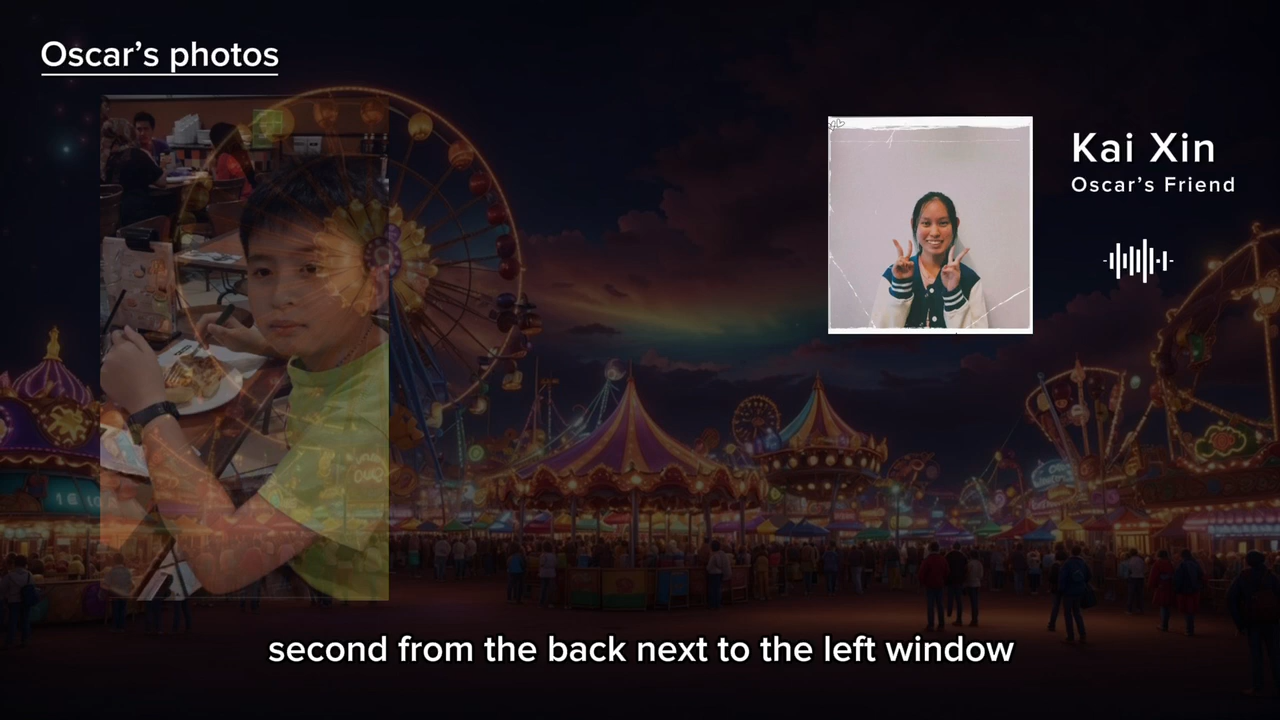 Oscar’s photos
Kai Xin
Oscar’s Friend
second from the back next to the left window